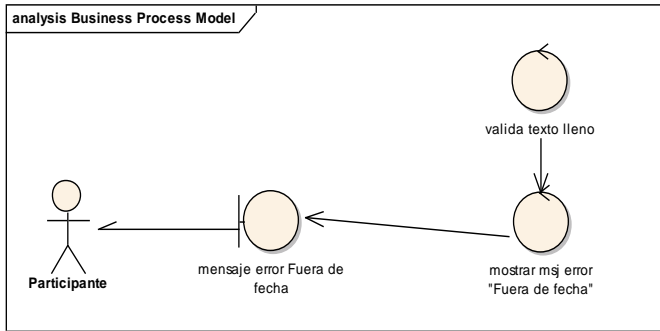 analysis Business Process Model
valida texto lleno
Participante
mensaje error Fuera de
fecha
mostrar msj error
"Fuera de fecha"